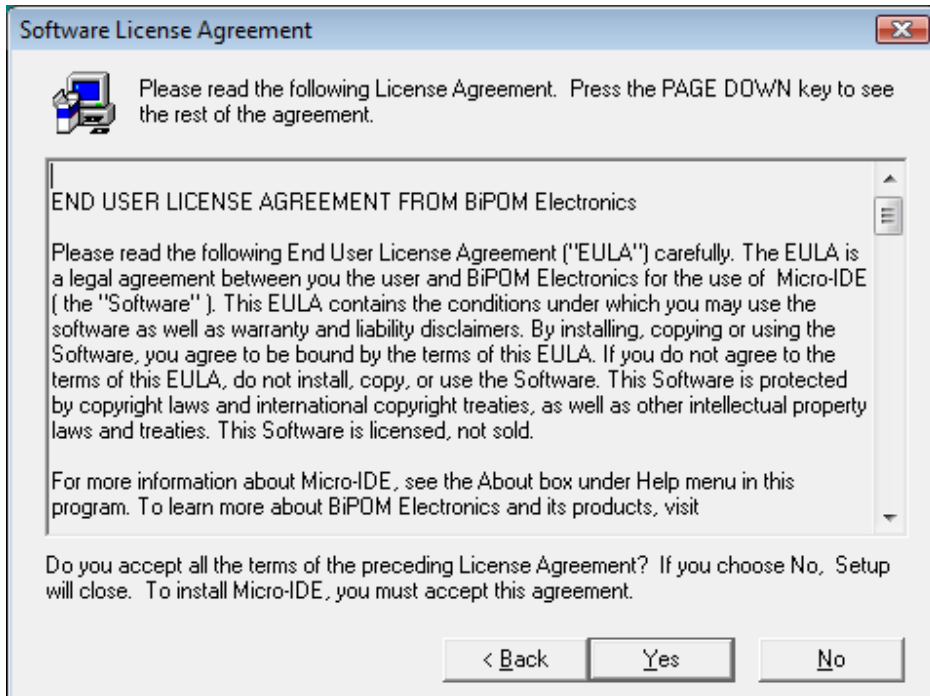 Software License Agreement
Please read the following License Agreement.  Press the PAGE DOWN key to see
the rest of the agreement.
END USER LICENSE AGREEMENT FROM BiPOM Electronics
Please read the following End User License Agreement ("EULA") carefully. The EULA is
a legal agreement between you the user and BiPOM Electronics for the use of  Micro-IDE
( the "Software" ). This EULA contains the conditions under which you may use the
software as well as warranty and liability disclaimers. By installing, copying or using the
Software, you agree to be bound by the terms of this EULA. If you do not agree to the
terms of this EULA, do not install, copy, or use the Software. This Software is protected
by copyright laws and international copyright treaties, as well as other intellectual property
laws and treaties. This Software is licensed, not sold.
For more information about Micro-IDE, see the About box under Help menu in this
program. To learn more about BiPOM Electronics and its products, visit
Do you accept all the terms of the preceding License Agreement?  If you choose No,  Setup
will close.  To install Micro-IDE, you must accept this agreement.
< Back
Yes
No